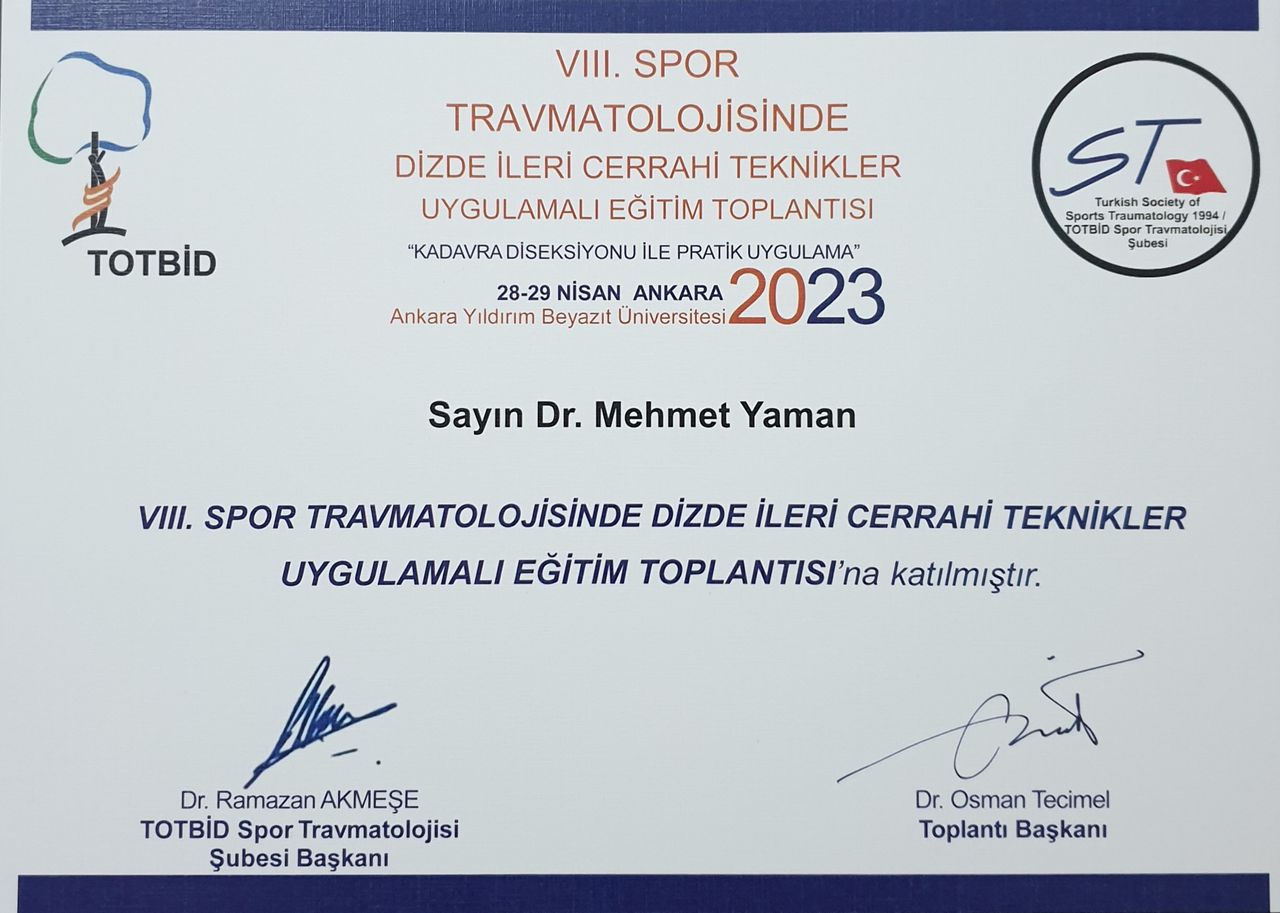 VIII. SPOR
TRAVMATOLOJİSİNDE
DİZDE İLERİ CERRAHİ TEKNİKLER
UYGULAMALI EĞİTİM TOPLANTISI
“KADAVRA DİSEKSİYONU İLE PRATİK UYGULAMA”
28-29 NİSAN ANKARA
Ankara Yıldırım Beyazıt Üniversitesi
2023
TOTBİD
ST
Turkish Society of
Sports Traumatology 1994 /
TOTBİD Spor Travmatolojisi
Şubesi
Sayın Dr. Mehmet Yaman
VIII. SPOR TRAVMATOLOJİSİNDE DİZDE İLERİ CERRAHİ TEKNİKLER
UYGULAMALI EĞİTİM TOPLANTISI’na katılmıştır.
Dr. Ramazan AKMEŞE
TOTBİD Spor Travmatolojisi
Şubesi Başkanı
Dr. Osman Tecimel
Toplantı Başkanı